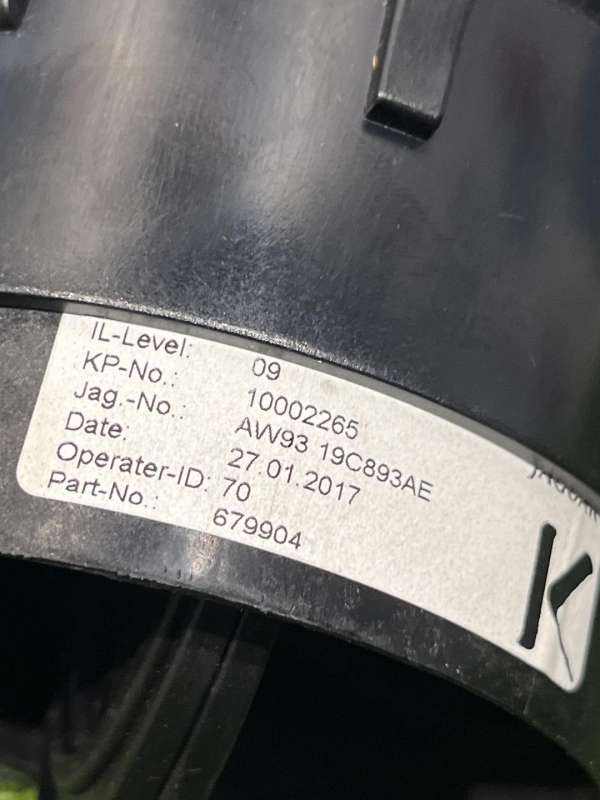 IL-Level: 09
KP-No.: 10002265
Jag.-No.: AW93 19C893AE
Date: 27.01.2017
Operater-ID: 70
Part-No.: 679904
K